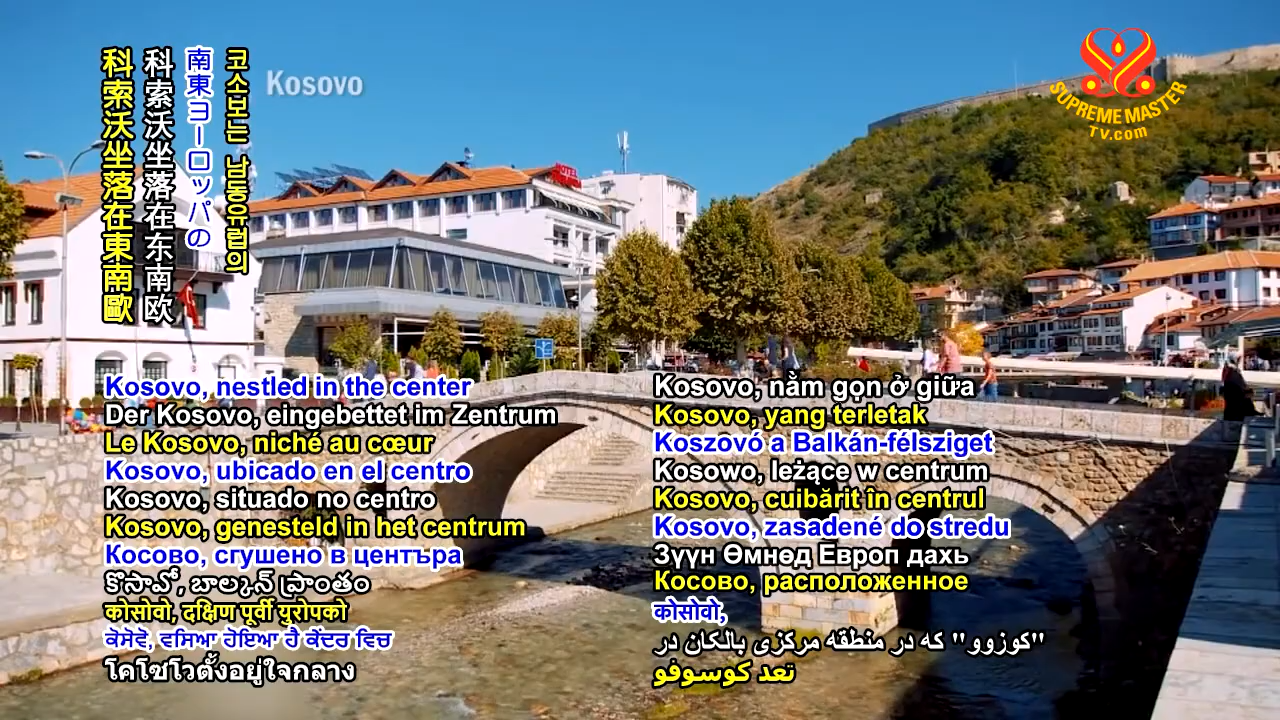 科索沃坐落在東南歐
科索沃坐落在东南欧
南東ヨーロッパの
코소보는 남동유럽의
Kosovo
SUPREME MASTER
TV.com
HOTEL
Kosovo, nestled in the center
Der Kosovo, eingebettet im Zentrum
Le Kosovo, niché au cœur
Kosovo, ubicado en el centro
Kosovo, situado no centro
Kosovo, genesteld in het centrum
Косово, сгушено в центъра
కొసావో, బాల్కన్ ప్రాంతం
कोसोवो, दक्षिण पूर्वी युरोपको
ਕੋਸੋਵੋ, ਵਸਿਆ ਹੋਇਆ ਹੈ ਕੇਂਦਰ ਵਿਚ
โคโซโวตั้งอยู่ใจกลาง
Kosovo, nằm gọn ở giữa
Kosovo, yang terletak
Koszovó a Balkán-félsziget
Kosowo, leżące w centrum
Kosovo, cuibărit în centrul
Kosovo, zasadené do stredu
Зүүн Өмнөд Европ дахь
Косово, расположенное
कोसोवो,
"کوزوو" که در منطقه مرکزی بالکان در
تعد كوسوفو